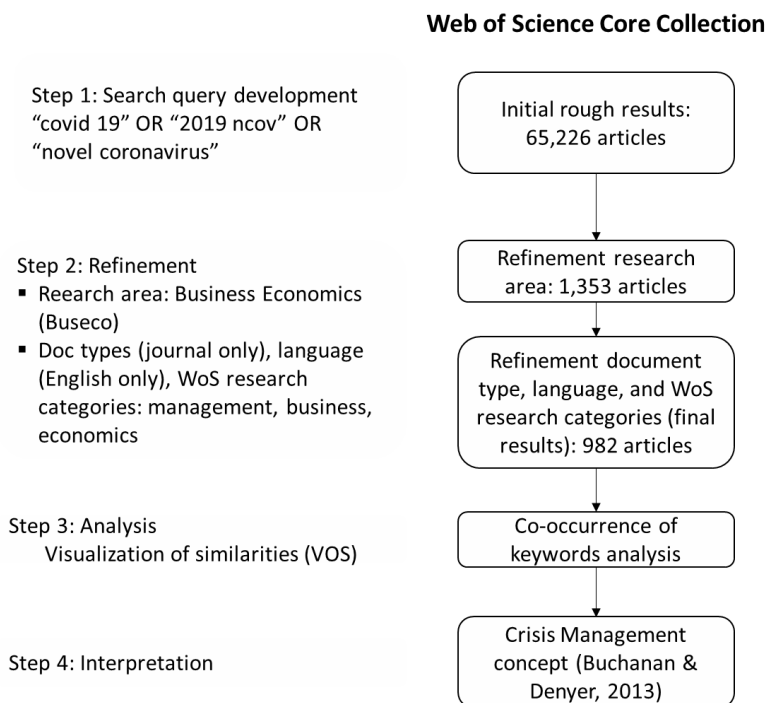 Web of Science Core Collection
Step 1: Search query development
“covid 19” OR “2019 ncov” OR
“novel coronavirus”
Initial rough results:
65,226 articles
Step 2: Refinement
▪ Reearch area: Business Economics
(Buseco)
▪ Doc types (journal only), language
(English only), WoS research
categories: management, business,
economics
Refinement research
area: 1,353 articles
Refinement document
type, language, and WoS
research categories (final
results): 982 articles
Step 3: Analysis
Visualization of similarities (VOS)
Co-occurrence of
keywords analysis
Step 4: Interpretation
Crisis Management
concept (Buchanan &
Denyer, 2013)